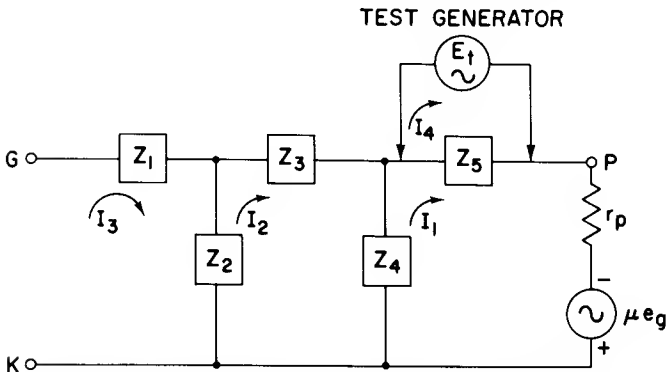 TEST GENERATOR
E_t
I_4
G
Z_1
Z_3
Z_5
P
I_3
I_2
I_1
r_p
Z_2
Z_4
−
μe_g
+
K